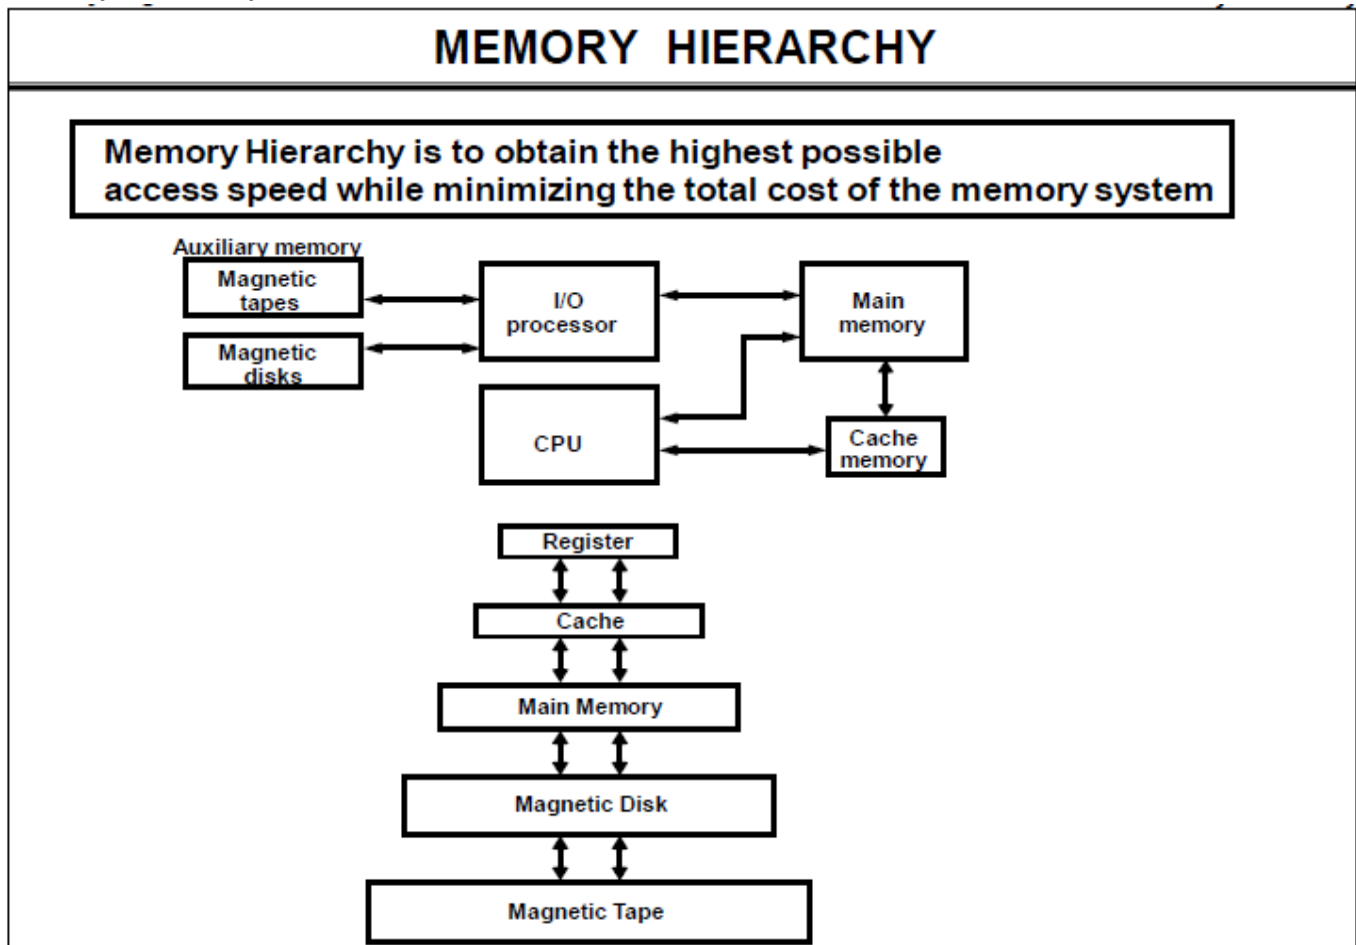 MEMORY HIERARCHY
Memory Hierarchy is to obtain the highest possible
access speed while minimizing the total cost of the memory system
Auxiliary memory
Magnetic
tapes
I/O
processor
Main
memory
Magnetic
disks
CPU
Cache
memory
Register
Cache
Main Memory
Magnetic Disk
Magnetic Tape